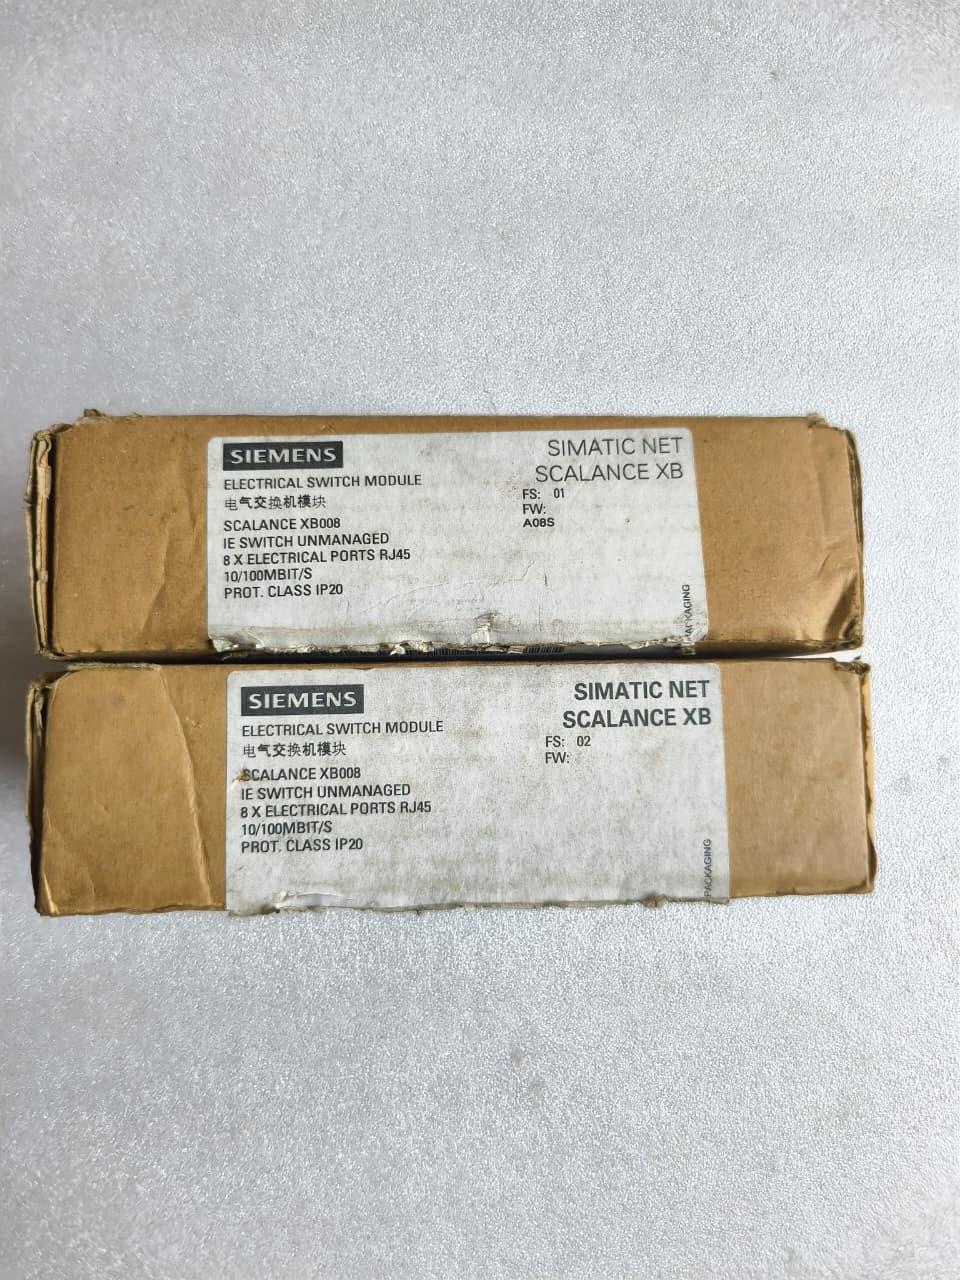 SIEMENS
SIMATIC NET
SCALANCE XB
ELECTRICAL SWITCH MODULE
电气交换机模块
FS: 01
FW:
A08S
SCALANCE XB008
IE SWITCH UNMANAGED
8 X ELECTRICAL PORTS RJ45
10/100MBIT/S
PROT. CLASS IP20
PACKAGING
SIEMENS
SIMATIC NET
SCALANCE XB
ELECTRICAL SWITCH MODULE
电气交换机模块
FS: 02
FW:
SCALANCE XB008
IE SWITCH UNMANAGED
8 X ELECTRICAL PORTS RJ45
10/100MBIT/S
PROT. CLASS IP20
PACKAGING